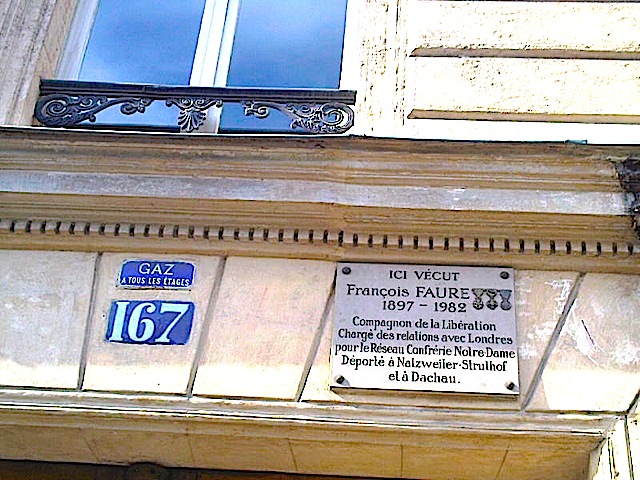 GAZ
A TOUS LES ÉTAGES
167
ICI VÉCUT
François FAURE
1897 - 1982
Compagnon de la Libération
Chargé des relations avec Londres
pour le Réseau Confrérie Notre-Dame
Déporté à Natzweiler-Struthof
et à Dachau.